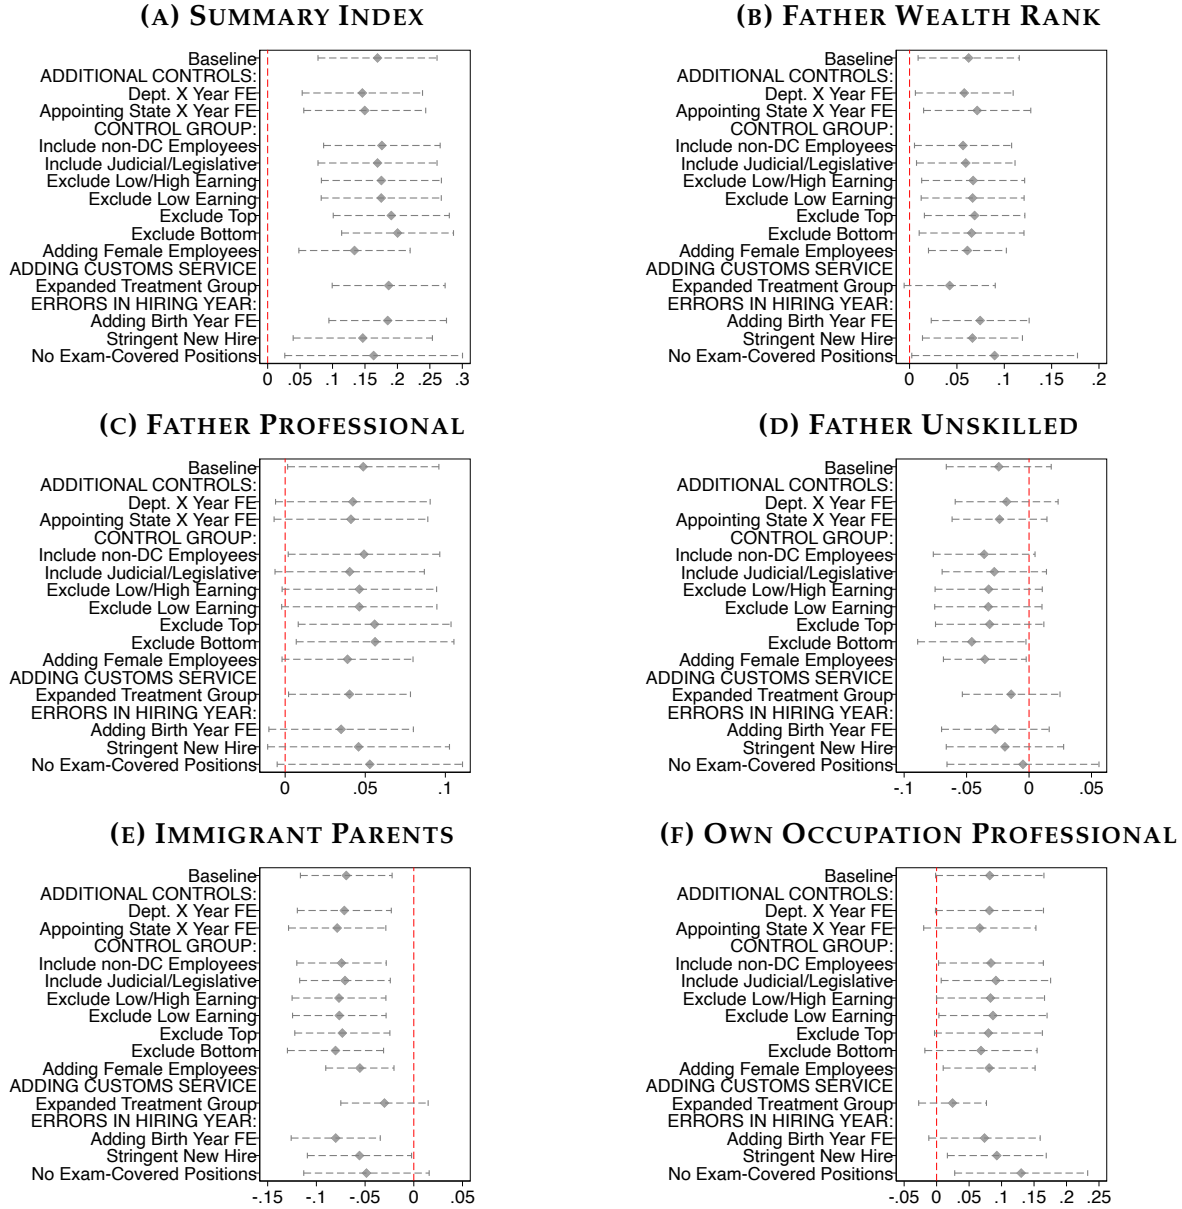 (A) SUMMARY INDEX
Baseline
ADDITIONAL CONTROLS:
Dept. X Year FE
Appointing State X Year FE
CONTROL GROUP:
Include non-DC Employees
Include Judicial/Legislative
Exclude Low/High Earning
Exclude Low Earning
Exclude Top
Exclude Bottom
Adding Female Employees
ADDING CUSTOMS SERVICE
Expanded Treatment Group
ERRORS IN HIRING YEAR:
Adding Birth Year FE
Stringent New Hire
No Exam-Covered Positions
0 .05 .1 .15 .2 .25 .3
(B) FATHER WEALTH RANK
Baseline
ADDITIONAL CONTROLS:
Dept. X Year FE
Appointing State X Year FE
CONTROL GROUP:
Include non-DC Employees
Include Judicial/Legislative
Exclude Low/High Earning
Exclude Low Earning
Exclude Top
Exclude Bottom
Adding Female Employees
ADDING CUSTOMS SERVICE
Expanded Treatment Group
ERRORS IN HIRING YEAR:
Adding Birth Year FE
Stringent New Hire
No Exam-Covered Positions
0 .05 .1 .15 .2
(C) FATHER PROFESSIONAL
Baseline
ADDITIONAL CONTROLS:
Dept. X Year FE
Appointing State X Year FE
CONTROL GROUP:
Include non-DC Employees
Include Judicial/Legislative
Exclude Low/High Earning
Exclude Low Earning
Exclude Top
Exclude Bottom
Adding Female Employees
ADDING CUSTOMS SERVICE
Expanded Treatment Group
ERRORS IN HIRING YEAR:
Adding Birth Year FE
Stringent New Hire
No Exam-Covered Positions
0 .05 .1
(D) FATHER UNSKILLED
Baseline
ADDITIONAL CONTROLS:
Dept. X Year FE
Appointing State X Year FE
CONTROL GROUP:
Include non-DC Employees
Include Judicial/Legislative
Exclude Low/High Earning
Exclude Low Earning
Exclude Top
Exclude Bottom
Adding Female Employees
ADDING CUSTOMS SERVICE
Expanded Treatment Group
ERRORS IN HIRING YEAR:
Adding Birth Year FE
Stringent New Hire
No Exam-Covered Positions
-.1 -.05 0 .05
(E) IMMIGRANT PARENTS
Baseline
ADDITIONAL CONTROLS:
Dept. X Year FE
Appointing State X Year FE
CONTROL GROUP:
Include non-DC Employees
Include Judicial/Legislative
Exclude Low/High Earning
Exclude Low Earning
Exclude Top
Exclude Bottom
Adding Female Employees
ADDING CUSTOMS SERVICE
Expanded Treatment Group
ERRORS IN HIRING YEAR:
Adding Birth Year FE
Stringent New Hire
No Exam-Covered Positions
-.15 -.1 -.05 0 .05
(F) OWN OCCUPATION PROFESSIONAL
Baseline
ADDITIONAL CONTROLS:
Dept. X Year FE
Appointing State X Year FE
CONTROL GROUP:
Include non-DC Employees
Include Judicial/Legislative
Exclude Low/High Earning
Exclude Low Earning
Exclude Top
Exclude Bottom
Adding Female Employees
ADDING CUSTOMS SERVICE
Expanded Treatment Group
ERRORS IN HIRING YEAR:
Adding Birth Year FE
Stringent New Hire
No Exam-Covered Positions
-.05 0 .05 .1 .15 .2 .25